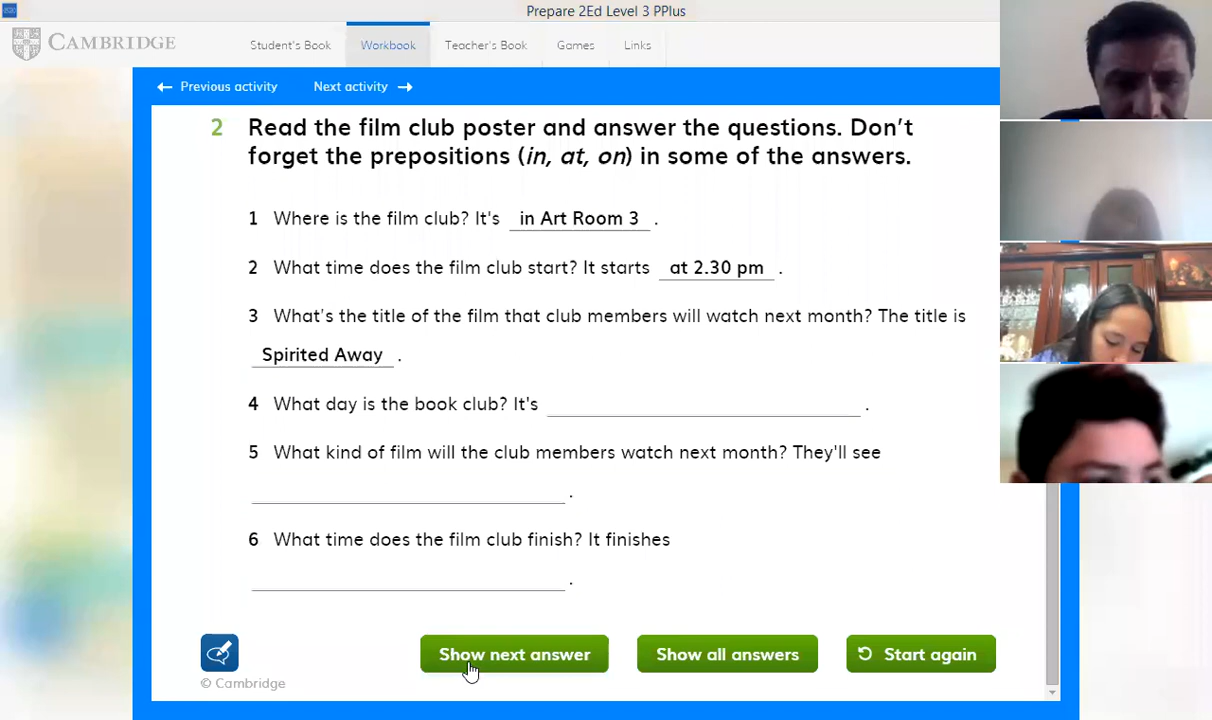 Prepare 2Ed Level 3 PPlus
CAMBRIDGE
Student's Book Workbook Teacher's Book Games Links
← Previous activity Next activity →
2 Read the film club poster and answer the questions. Don't
forget the prepositions (in, at, on) in some of the answers.
1 Where is the film club? It's in Art Room 3 .
2 What time does the film club start? It starts at 2.30 pm .
3 What's the title of the film that club members will watch next month? The title is
Spirited Away .
4 What day is the book club? It's .
5 What kind of film will the club members watch next month? They'll see
.
6 What time does the film club finish? It finishes
.
Show next answer Show all answers Start again
© Cambridge